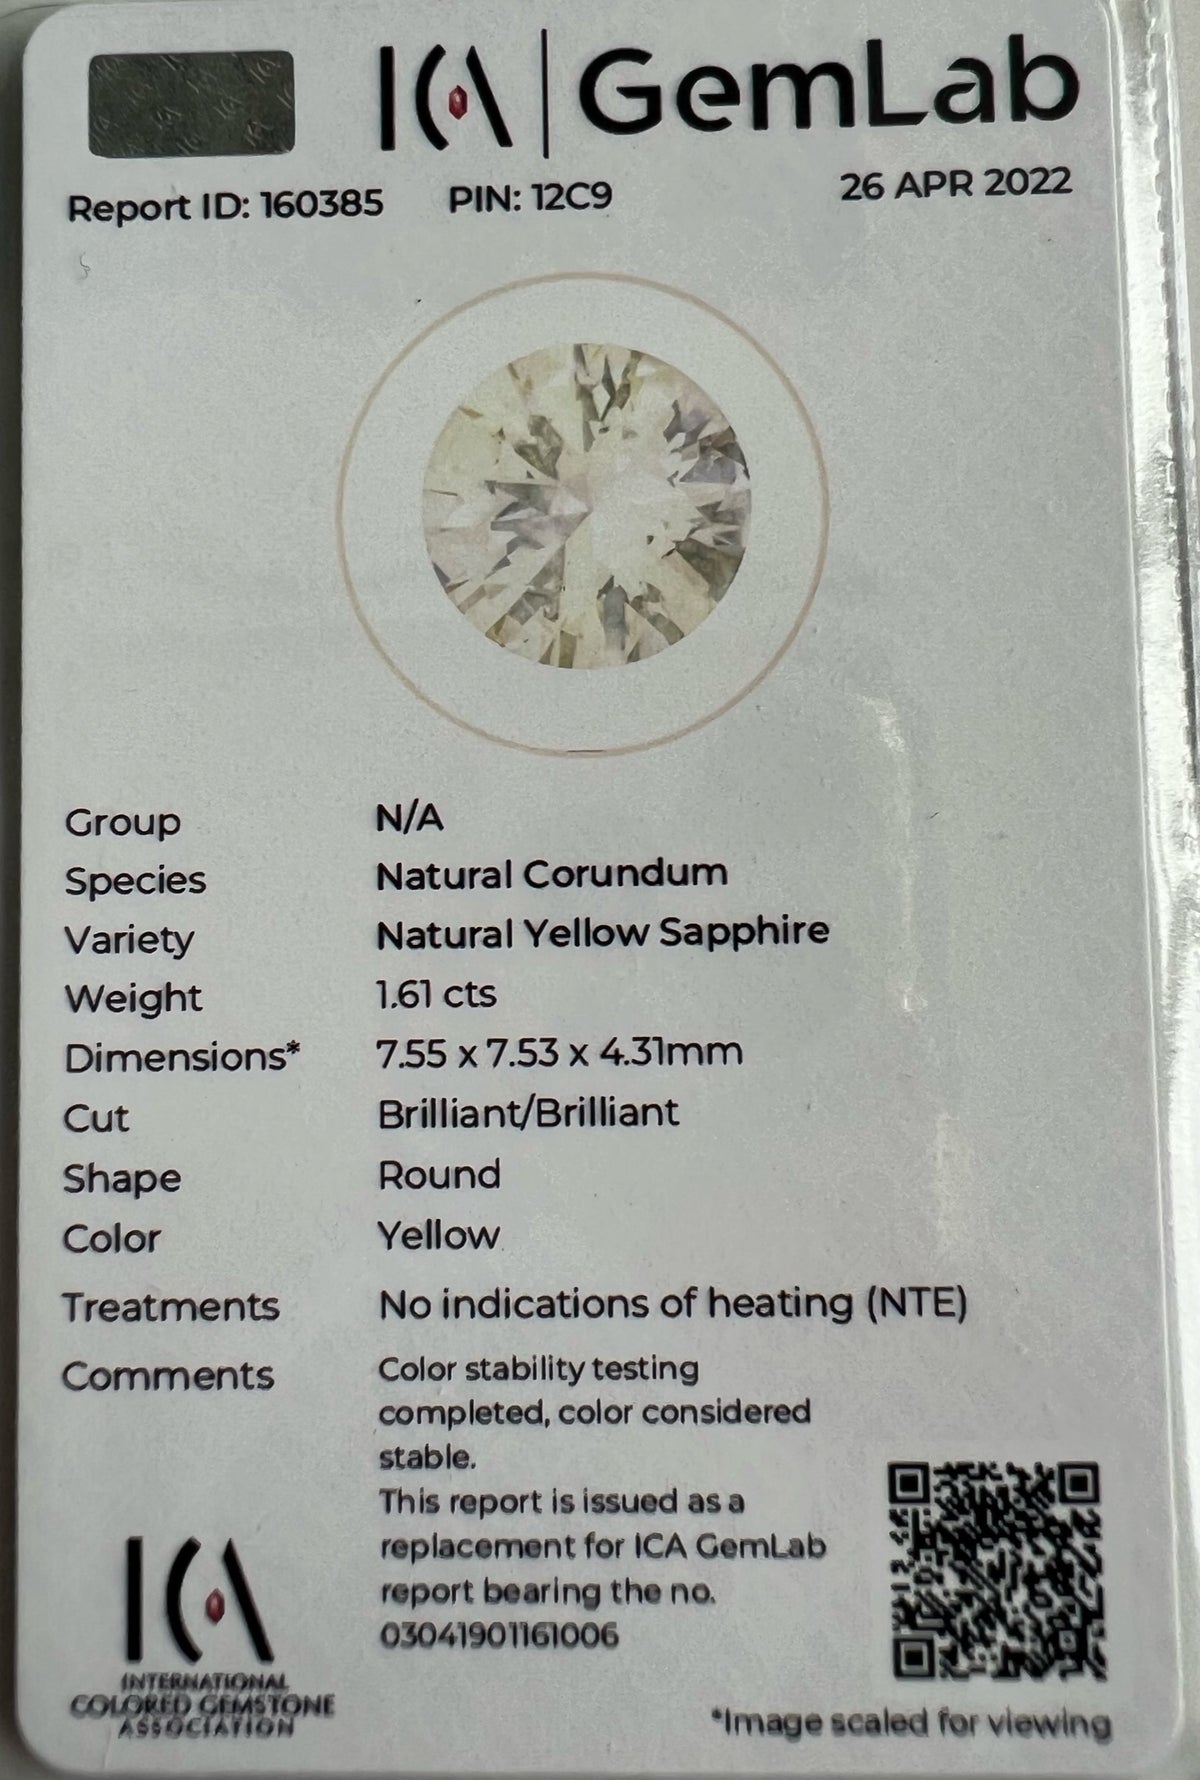 ICA | GemLab
Report ID: 160385 PIN: 12C9 26 APR 2022
Group N/A
Species Natural Corundum
Variety Natural Yellow Sapphire
Weight 1.61 cts
Dimensions* 7.55 x 7.53 x 4.31mm
Cut Brilliant/Brilliant
Shape Round
Color Yellow
Treatments No indications of heating (NTE)
Comments Color stability testing
completed, color considered
stable.
This report is issued as a
replacement for ICA GemLab
report bearing the no.
03041901161006
ICA
INTERNATIONAL
COLORED GEMSTONE
ASSOCIATION
*Image scaled for viewing